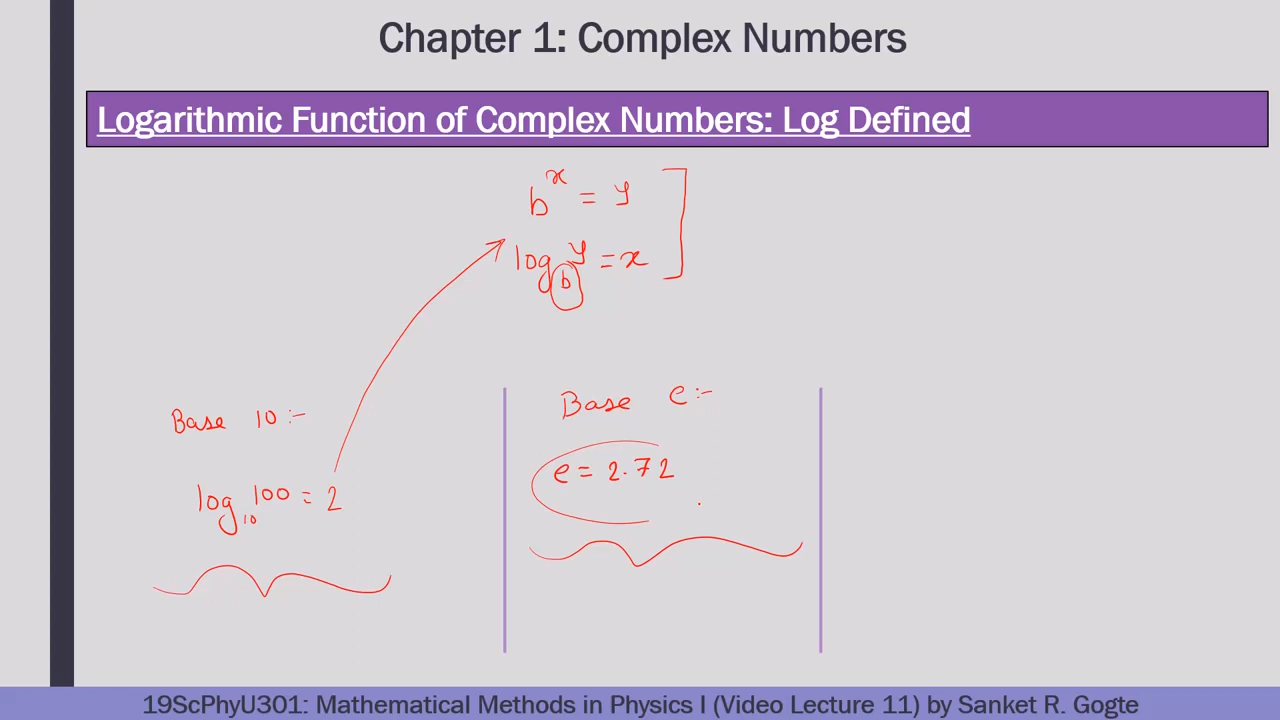 Chapter 1: Complex Numbers
Logarithmic Function of Complex Numbers: Log Defined
b^x = y
log_b y = x
Base 10 :-
log_10 100 = 2
Base e :-
e = 2.72
19ScPhyU301: Mathematical Methods in Physics I (Video Lecture 11) by Sanket R. Gogte